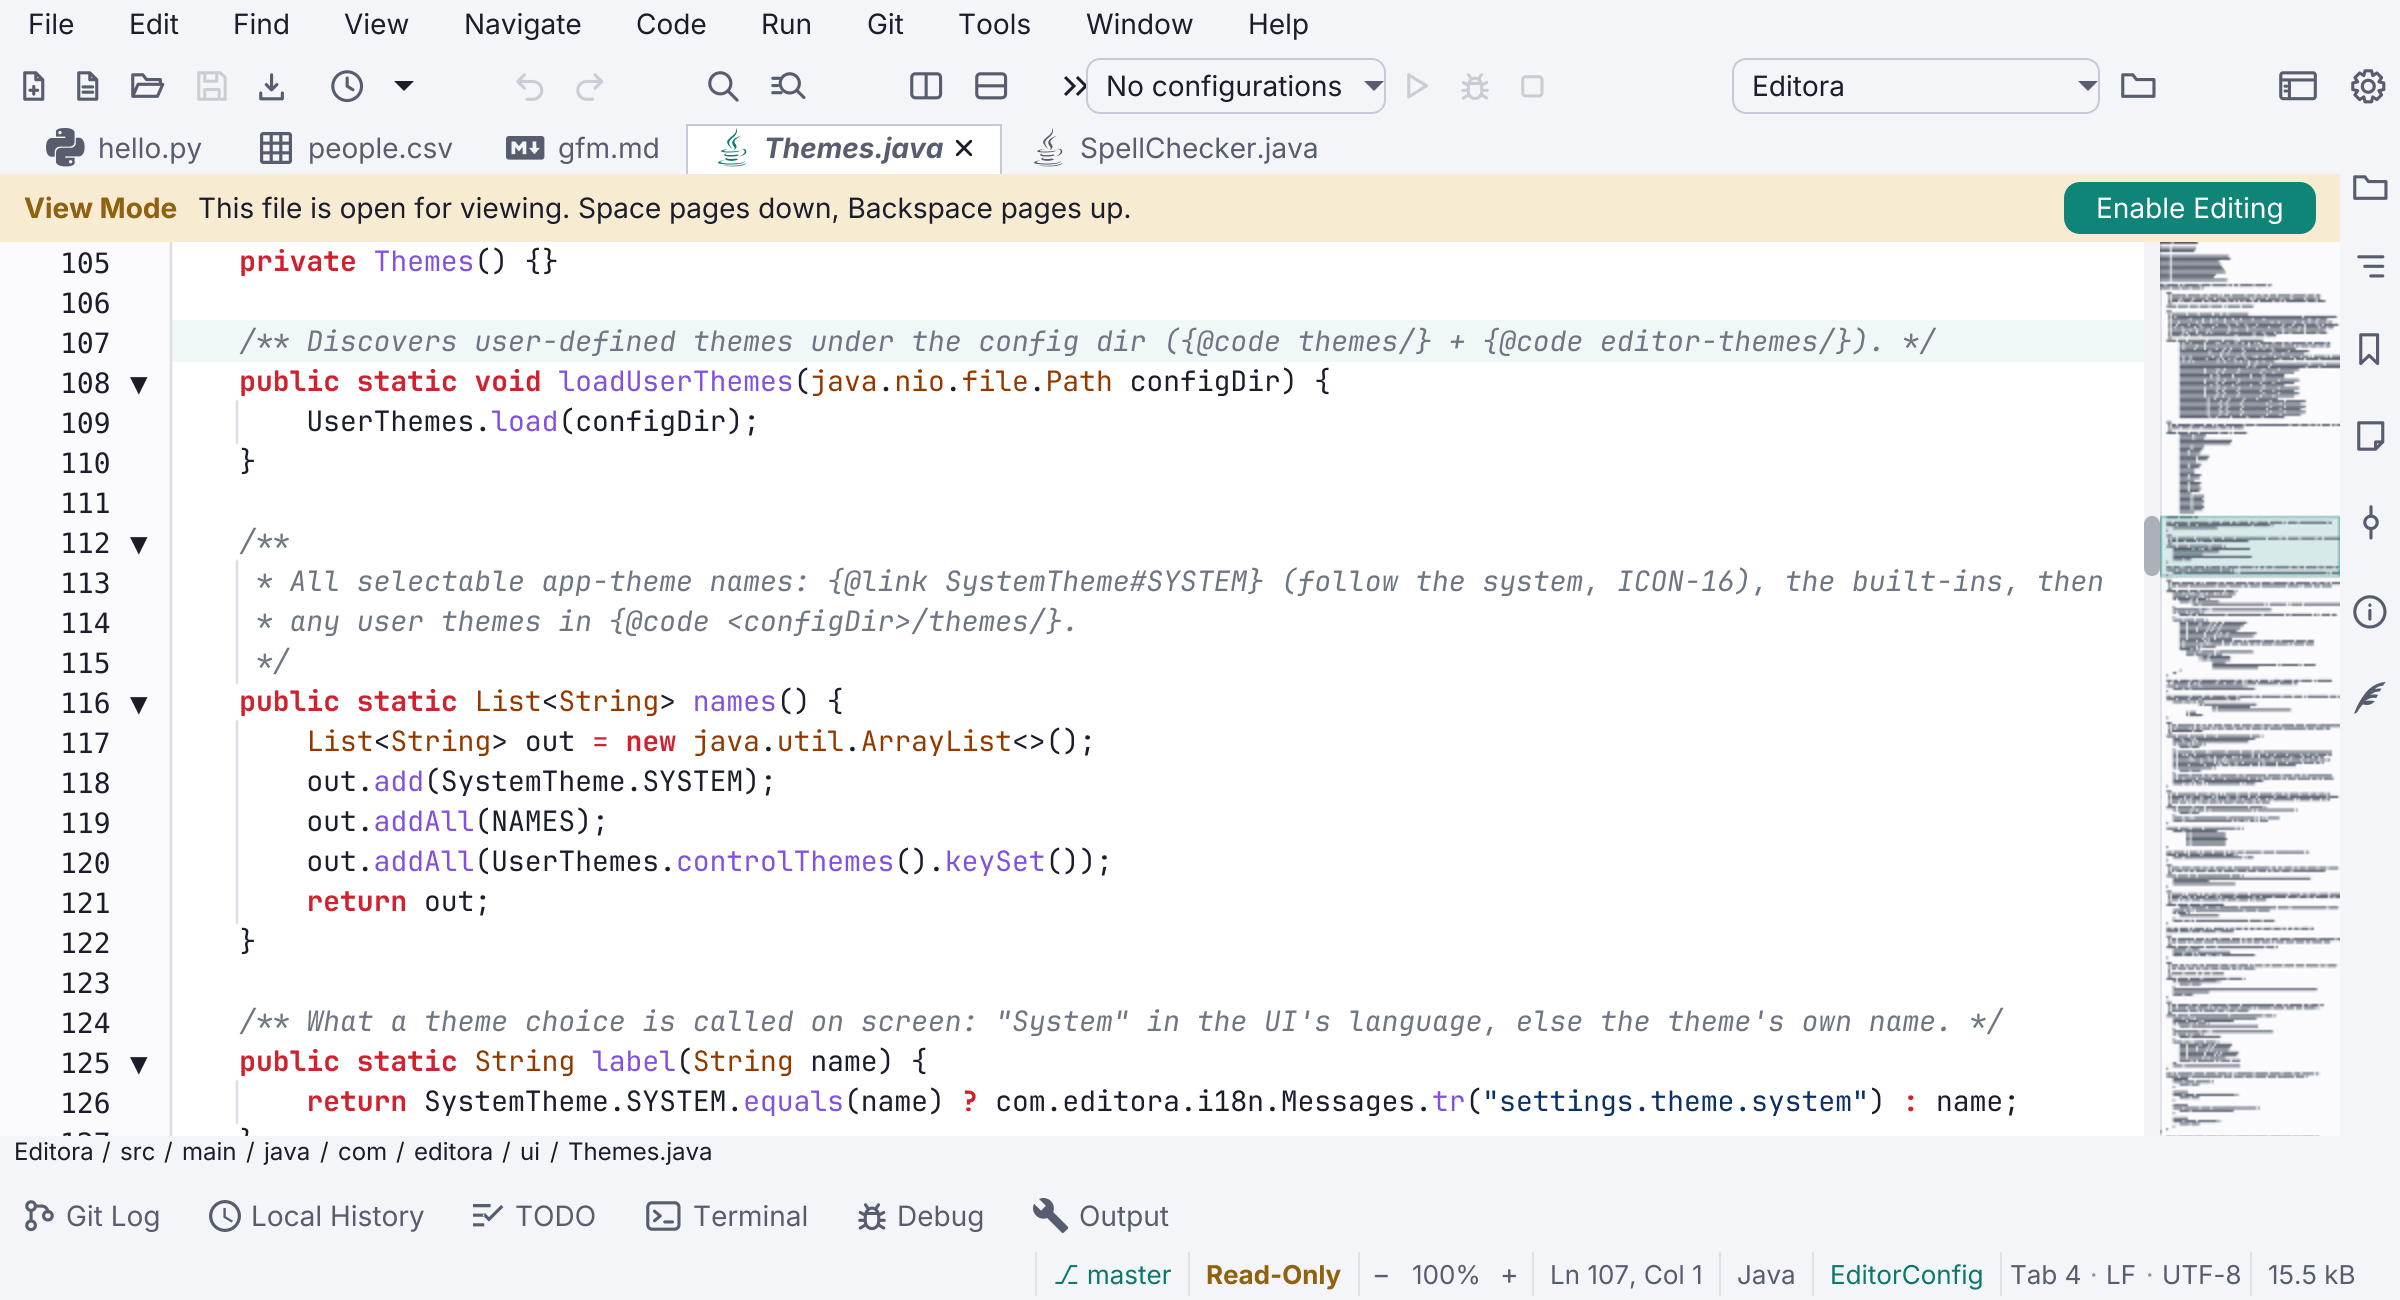 File Edit Find View Navigate Code Run Git Tools Window Help
No configurations Editora
hello.py people.csv gfm.md Themes.java SpellChecker.java
View Mode This file is open for viewing. Space pages down, Backspace pages up. Enable Editing
105 private Themes() {}
106
107 /** Discovers user-defined themes under the config dir ({@code themes/} + {@code editor-themes/}). */
108 public static void loadUserThemes(java.nio.file.Path configDir) {
109 UserThemes.load(configDir);
110 }
111
112 /**
113 * All selectable app-theme names: {@link SystemTheme#SYSTEM} (follow the system, ICON-16), the built-ins, then
114 * any user themes in {@code <configDir>/themes/}.
115 */
116 public static List<String> names() {
117 List<String> out = new java.util.ArrayList<>();
118 out.add(SystemTheme.SYSTEM);
119 out.addAll(NAMES);
120 out.addAll(UserThemes.controlThemes().keySet());
121 return out;
122 }
123
124 /** What a theme choice is called on screen: "System" in the UI's language, else the theme's own name. */
125 public static String label(String name) {
126 return SystemTheme.SYSTEM.equals(name) ? com.editora.i18n.Messages.tr("settings.theme.system") : name;
Editora / src / main / java / com / editora / ui / Themes.java
Git Log Local History TODO Terminal Debug Output
master Read-Only − 100% + Ln 107, Col 1 Java EditorConfig Tab 4 · LF · UTF-8 15.5 kB